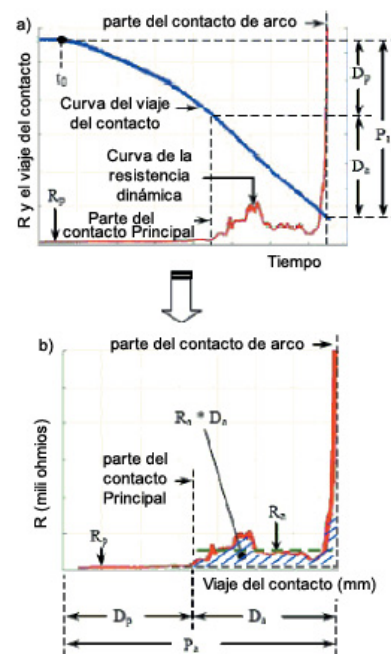 parte del contacto de arco
a)
t0
Curva del viaje
del contacto
Curva de la
resistencia
dinámica
Rp
Parte del
contacto Principal
R y el viaje del contacto
Tiempo
Dp
Da
b)
parte del contacto de arco
Ra * Da
parte del
contacto
Principal
Rp
Ra
R (mili ohmios)
Viaje del contacto (mm)
Dp
Da
Pa